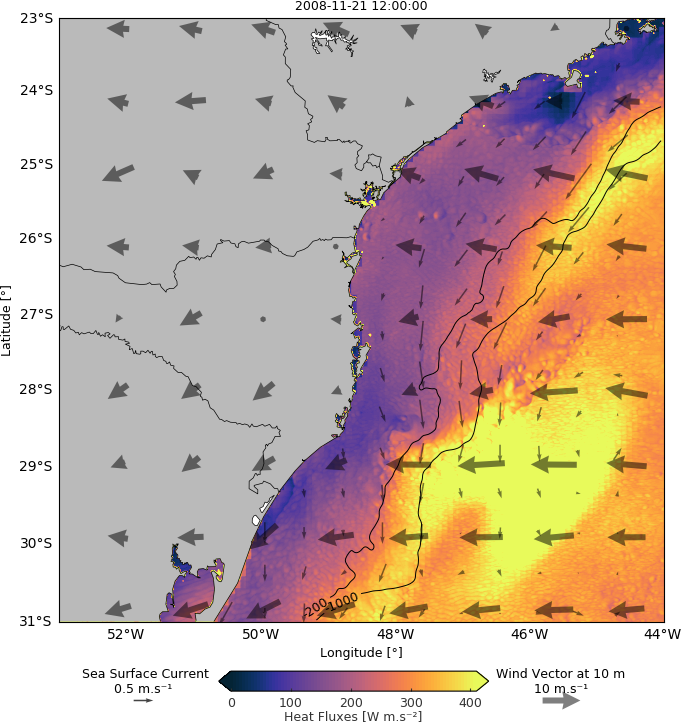 2008-11-21 12:00:00
23°S
24°S
25°S
26°S
27°S
28°S
29°S
30°S
31°S
Latitude [°]
200
1000
52°W 50°W 48°W 46°W 44°W
Longitude [°]
Sea Surface Current
0.5 m.s⁻¹
Wind Vector at 10 m
10 m.s⁻¹
0 100 200 300 400
Heat Fluxes [W m.s⁻²]